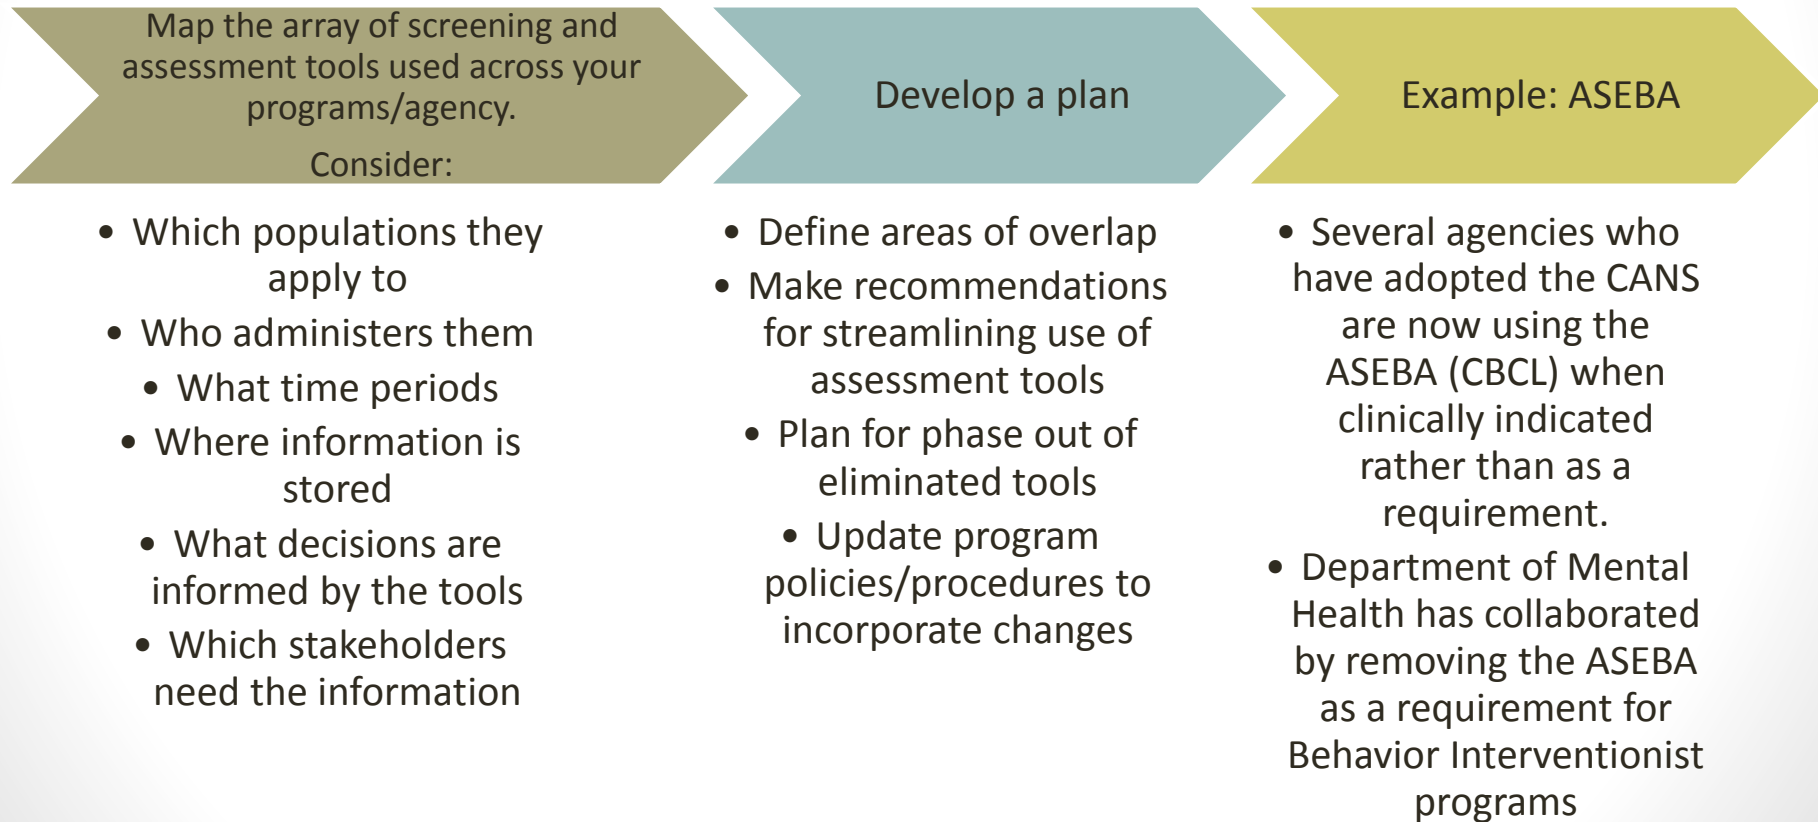 Map the array of screening and
assessment tools used across your
programs/agency.
Consider:
• Which populations they
apply to
• Who administers them
• What time periods
• Where information is
stored
• What decisions are
informed by the tools
• Which stakeholders
need the information
Develop a plan
• Define areas of overlap
• Make recommendations
for streamlining use of
assessment tools
• Plan for phase out of
eliminated tools
• Update program
policies/procedures to
incorporate changes
Example: ASEBA
• Several agencies who
have adopted the CANS
are now using the
ASEBA (CBCL) when
clinically indicated
rather than as a
requirement.
• Department of Mental
Health has collaborated
by removing the ASEBA
as a requirement for
Behavior Interventionist
programs